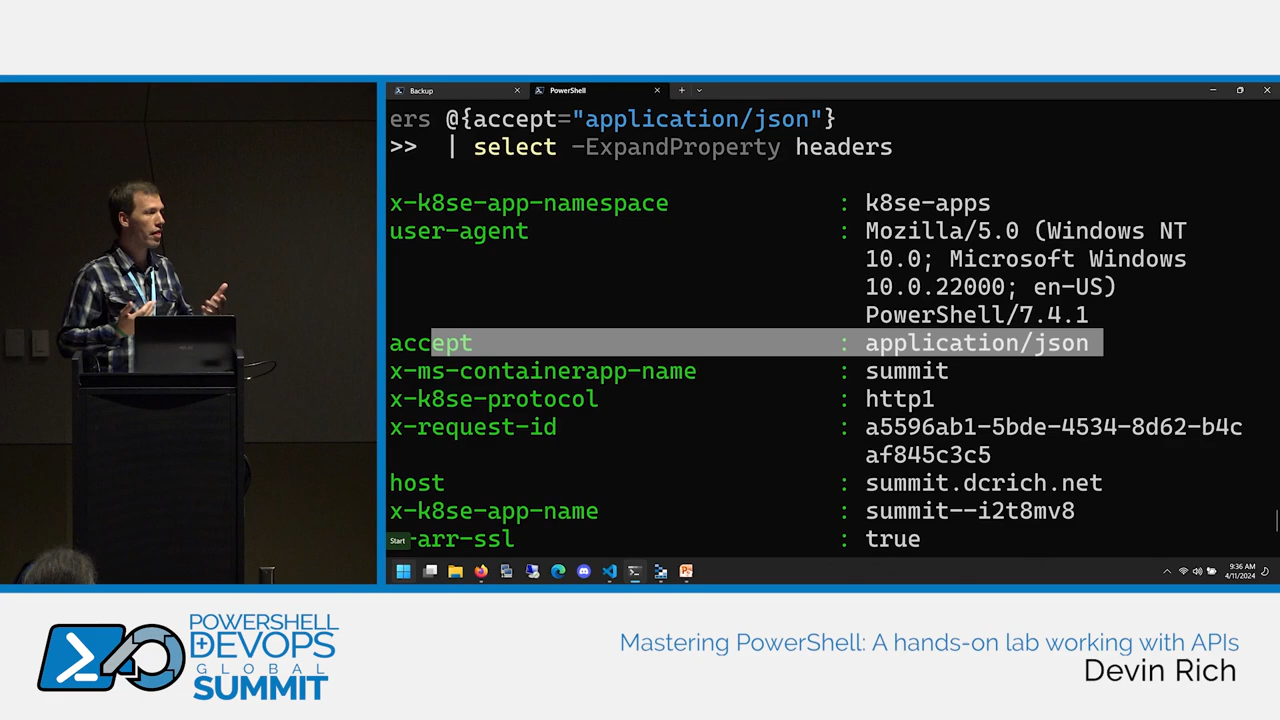 Backup
PowerShell
ers @{accept="application/json"}
>> | select -ExpandProperty headers
x-k8se-app-namespace : k8se-apps
user-agent : Mozilla/5.0 (Windows NT
10.0; Microsoft Windows
10.0.22000; en-US)
PowerShell/7.4.1
accept : application/json
x-ms-containerapp-name : summit
x-k8se-protocol : http1
x-request-id : a5596ab1-5bde-4534-8d62-b4c
af845c3c5
host : summit.dcrich.net
x-k8se-app-name : summit--i2t8mv8
Start
-arr-ssl : true
9:36 AM
4/11/2024
POWERSHELL
DEVOPS
GLOBAL
SUMMIT
Mastering PowerShell: A hands-on lab working with APIs
Devin Rich